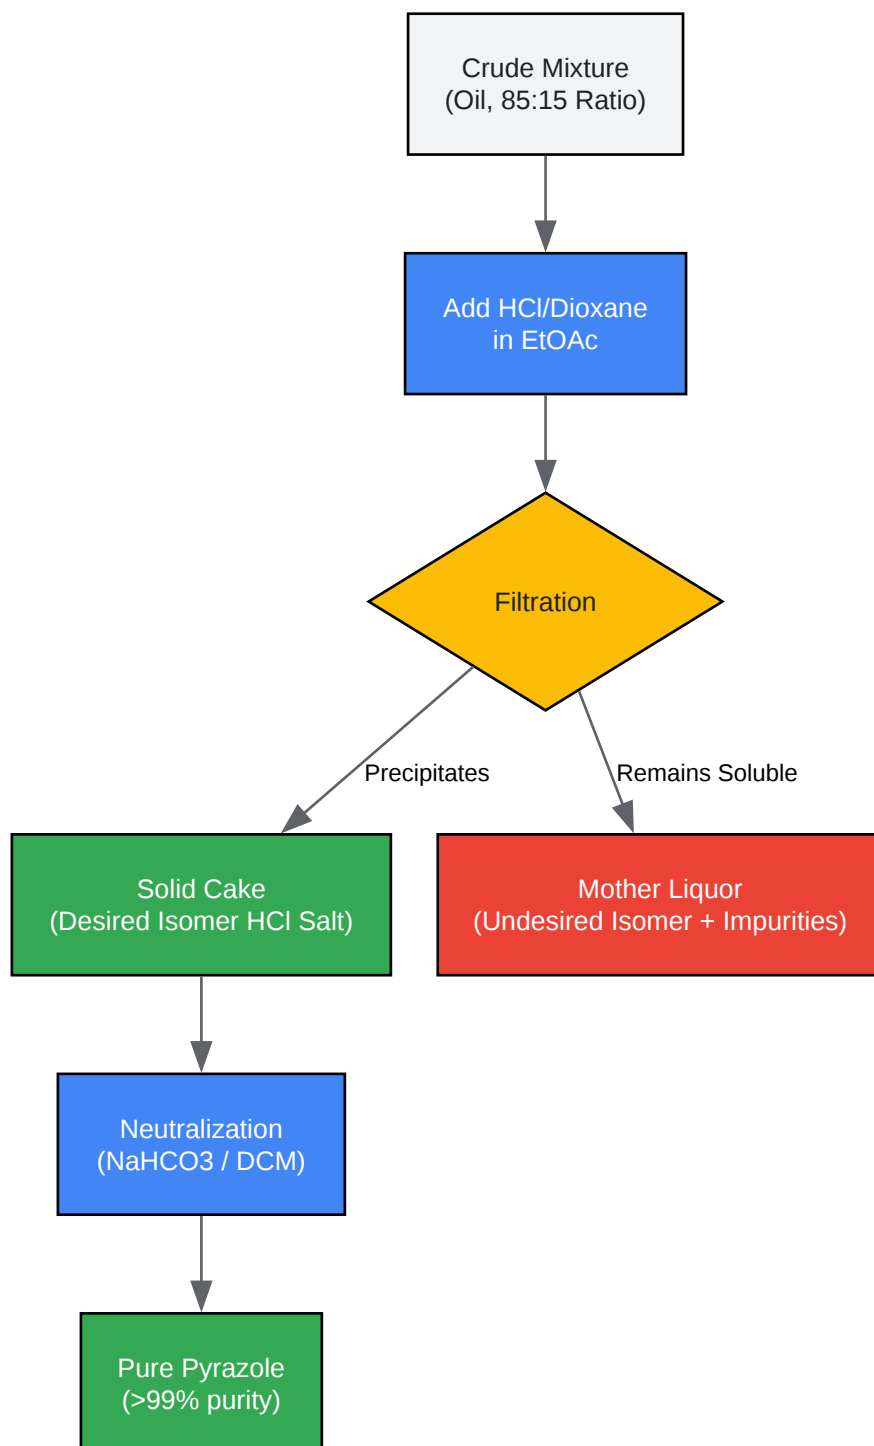 Crude Mixture
(Oil, 85:15 Ratio)
Add HCl/Dioxane
in EtOAc
Filtration
Precipitates
Remains Soluble
Solid Cake
(Desired Isomer HCl Salt)
Mother Liquor
(Undesired Isomer + Impurities)
Neutralization
(NaHCO3 / DCM)
Pure Pyrazole
(>99% purity)